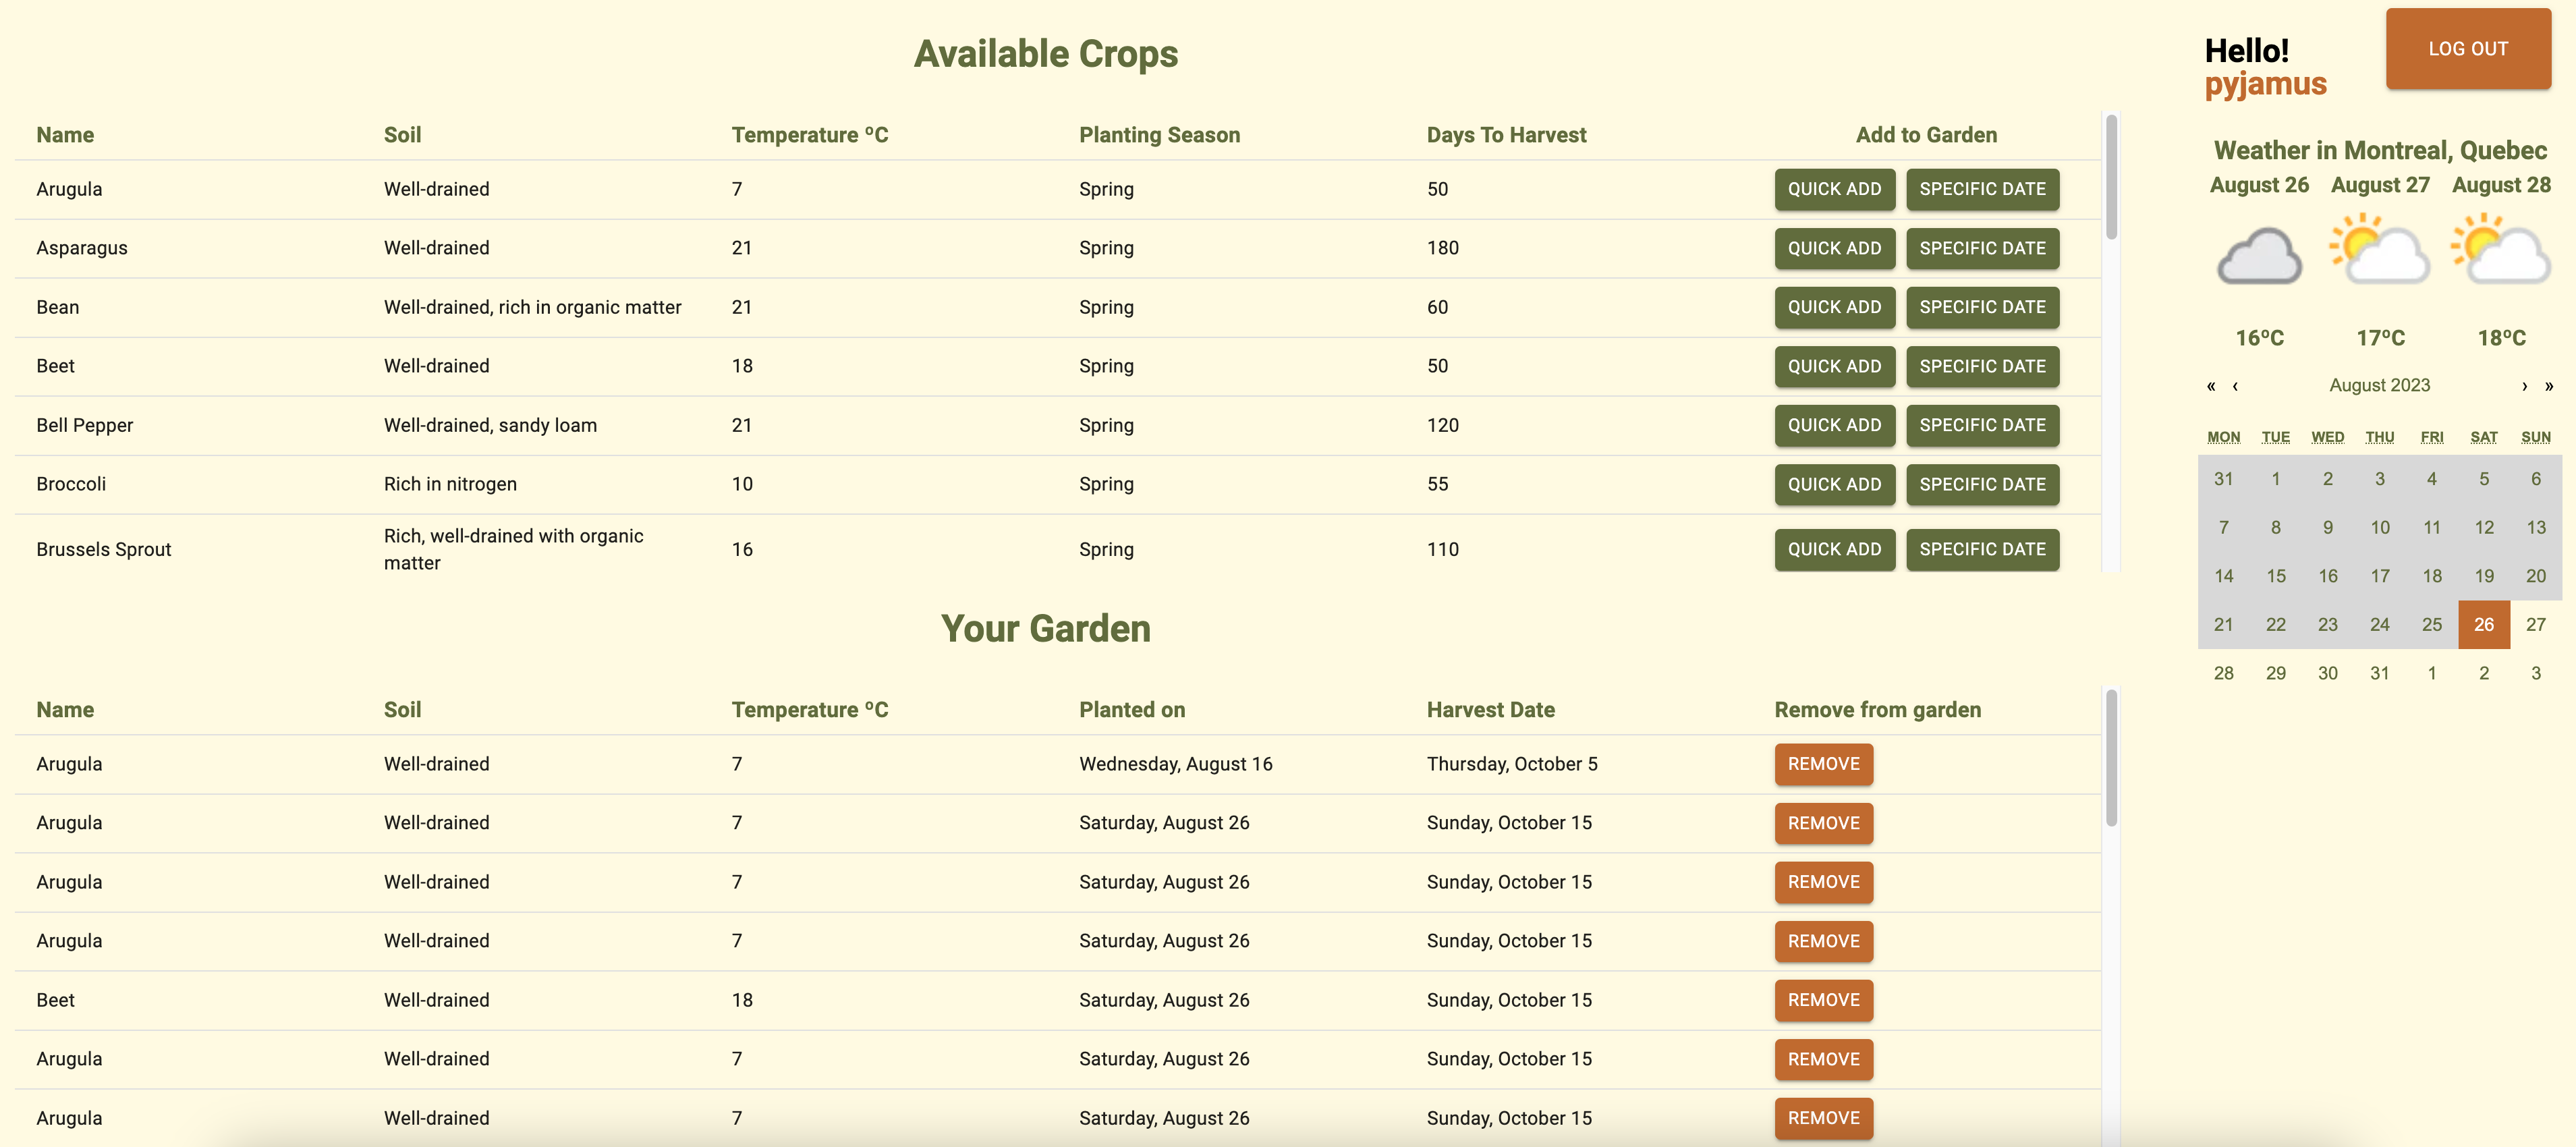 Available Crops
Name Soil Temperature ºC Planting Season Days To Harvest Add to Garden
Arugula Well-drained 7 Spring 50 QUICK ADD SPECIFIC DATE
Asparagus Well-drained 21 Spring 180 QUICK ADD SPECIFIC DATE
Bean Well-drained, rich in organic matter 21 Spring 60 QUICK ADD SPECIFIC DATE
Beet Well-drained 18 Spring 50 QUICK ADD SPECIFIC DATE
Bell Pepper Well-drained, sandy loam 21 Spring 120 QUICK ADD SPECIFIC DATE
Broccoli Rich in nitrogen 10 Spring 55 QUICK ADD SPECIFIC DATE
Brussels Sprout Rich, well-drained with organic
matter 16 Spring 110 QUICK ADD SPECIFIC DATE
Your Garden
Name Soil Temperature ºC Planted on Harvest Date Remove from garden
Arugula Well-drained 7 Wednesday, August 16 Thursday, October 5 REMOVE
Arugula Well-drained 7 Saturday, August 26 Sunday, October 15 REMOVE
Arugula Well-drained 7 Saturday, August 26 Sunday, October 15 REMOVE
Arugula Well-drained 7 Saturday, August 26 Sunday, October 15 REMOVE
Beet Well-drained 18 Saturday, August 26 Sunday, October 15 REMOVE
Arugula Well-drained 7 Saturday, August 26 Sunday, October 15 REMOVE
Arugula Well-drained 7 Saturday, August 26 Sunday, October 15 REMOVE
Hello!
pyjamus
LOG OUT
Weather in Montreal, Quebec
August 26 August 27 August 28
16ºC 17ºC 18ºC
« ‹ August 2023 › »
MON TUE WED THU FRI SAT SUN
31 1 2 3 4 5 6
7 8 9 10 11 12 13
14 15 16 17 18 19 20
21 22 23 24 25 26 27
28 29 30 31 1 2 3